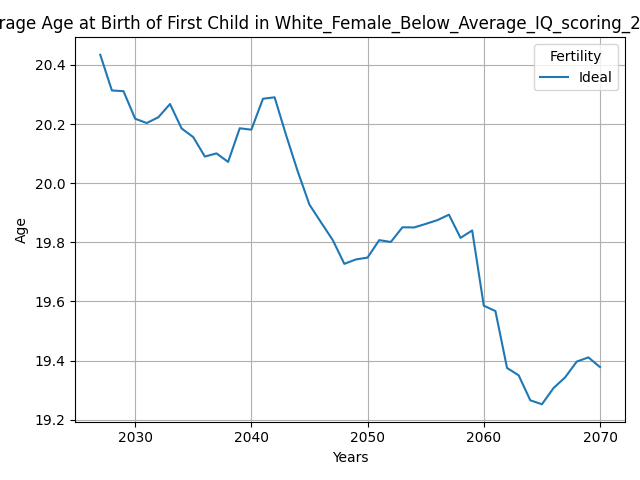 rage Age at Birth of First Child in White_Female_Below_Average_IQ_scoring_2
Fertility
Ideal
20.4
20.2
20.0
19.8
19.6
19.4
19.2
Age
2030 2040 2050 2060 2070
Years